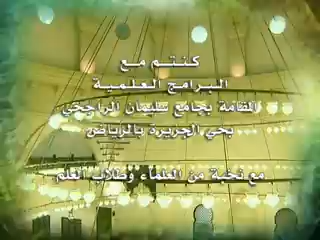 كنتم مع
البرامج العلمية
المقامة بجامع سليمان الراجحي
بحي الجزيرة بالرياض
مع نخبة من العلماء وطلاب العلم